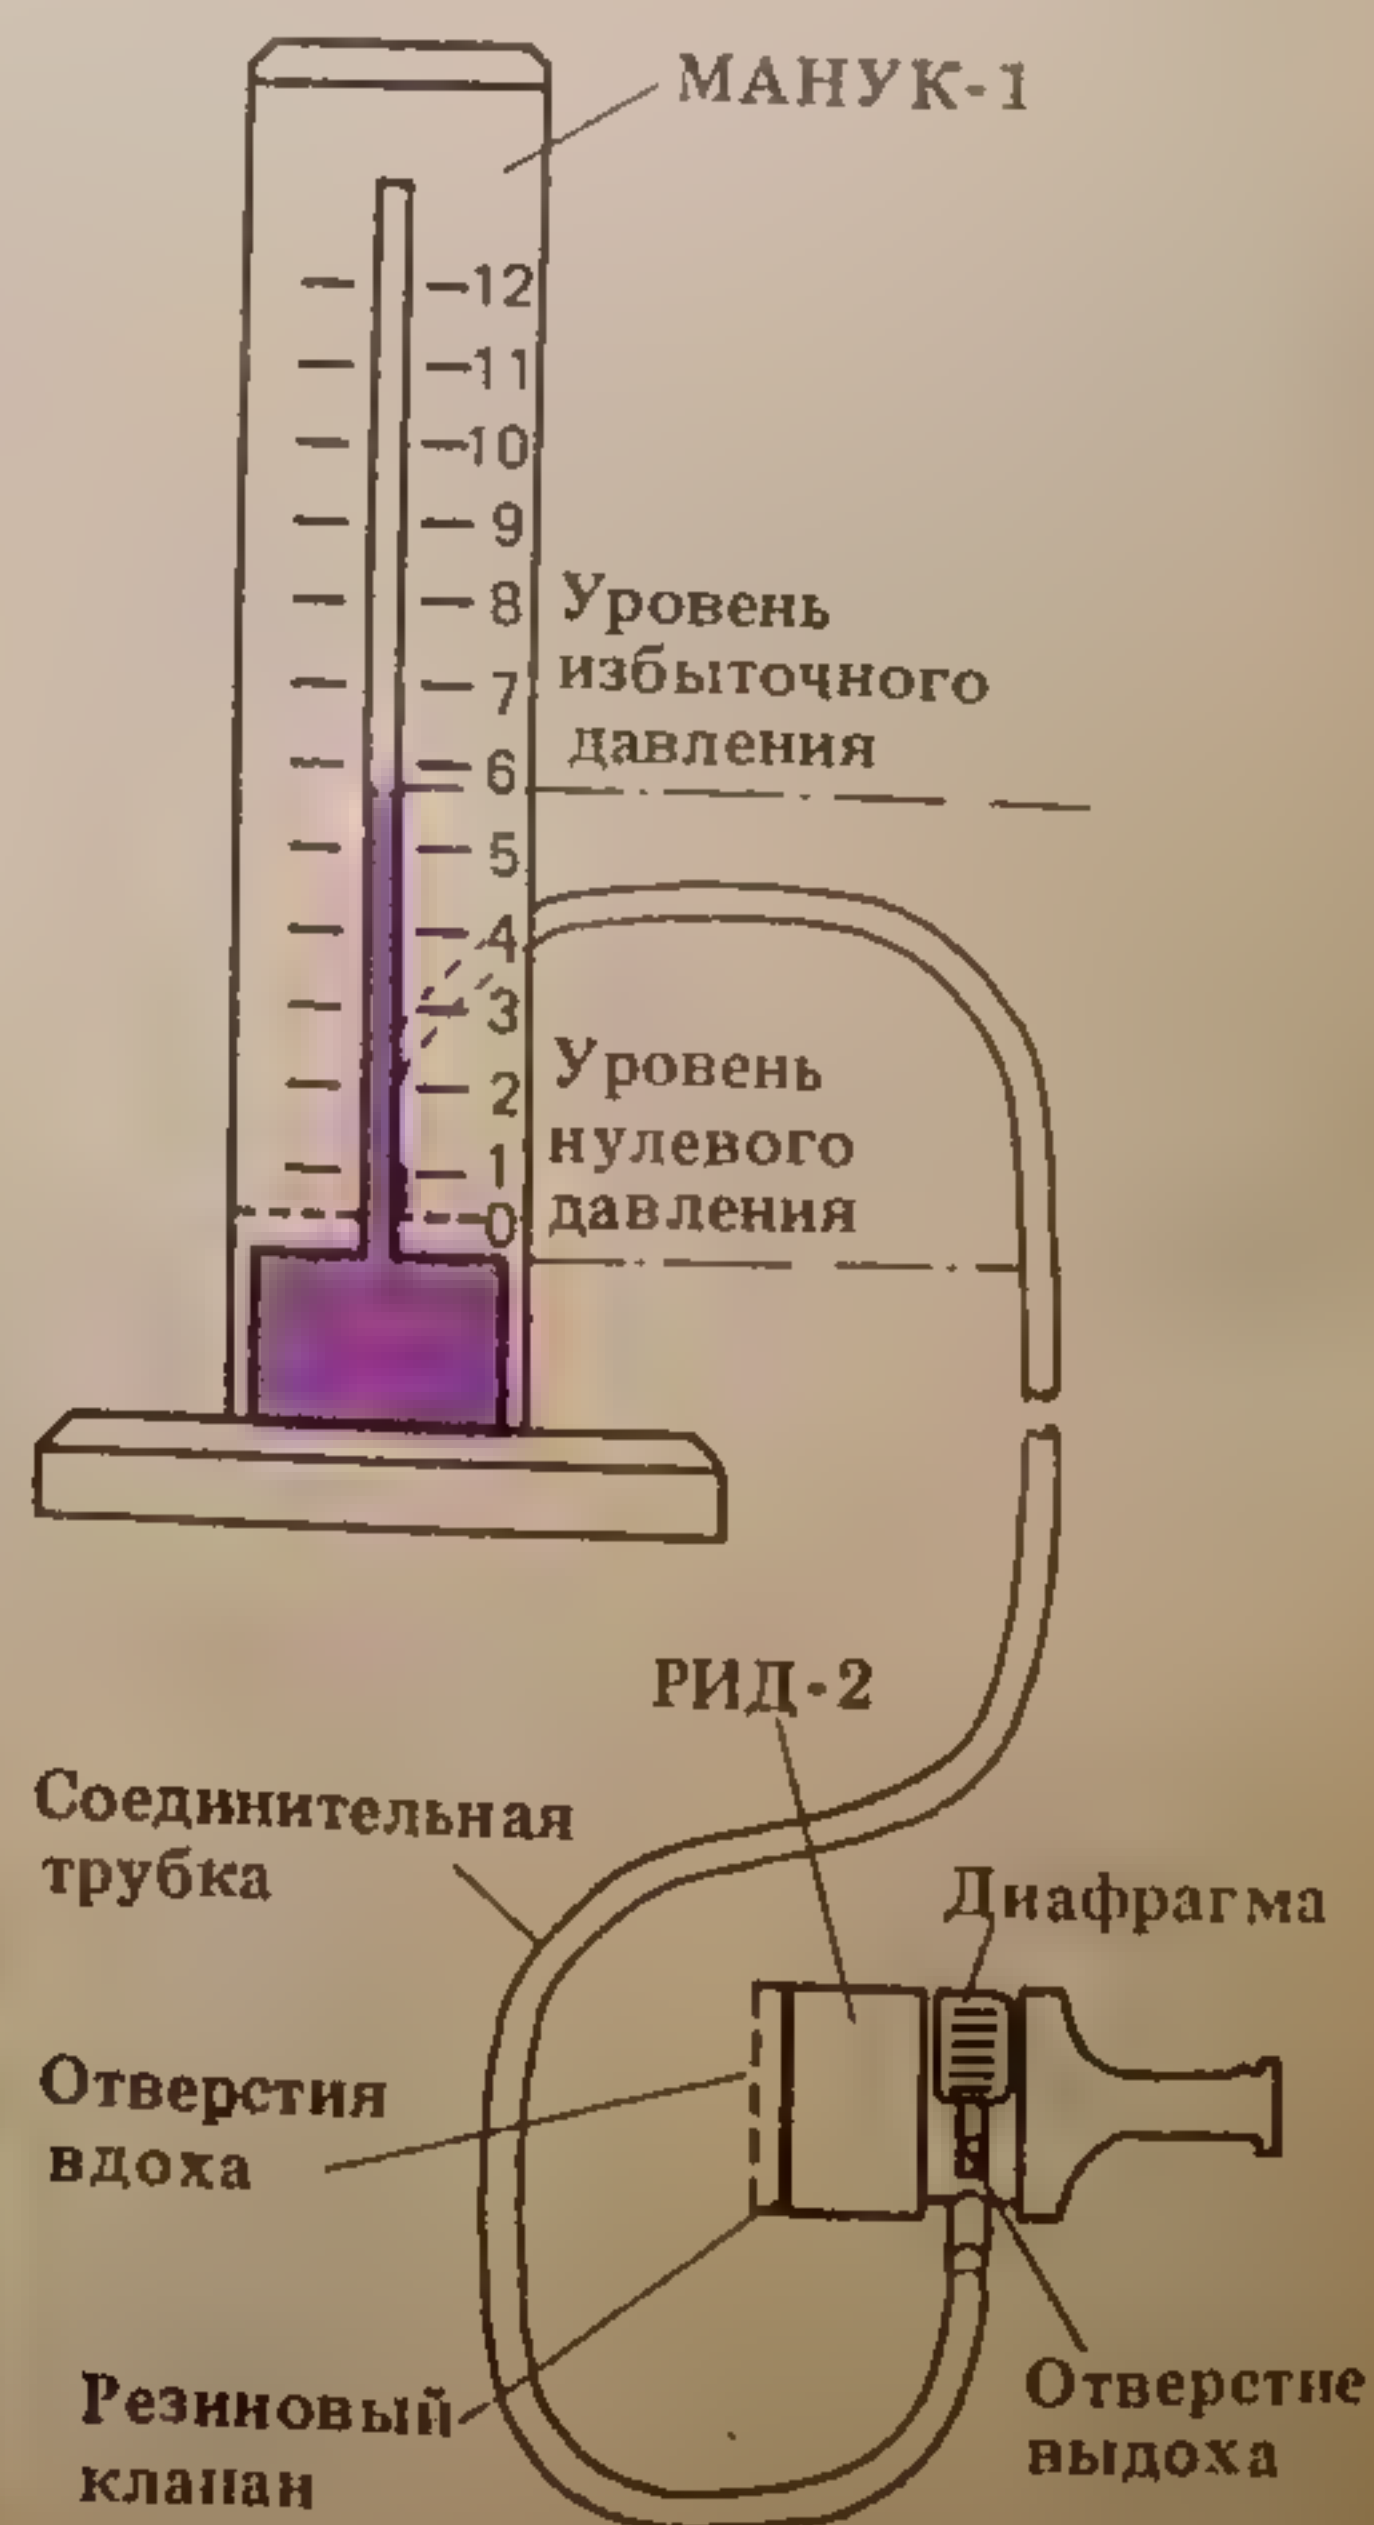 МАНУК-1
12
11
10
9
8
7
6
5
4
3
2
1
0
Уровень
избыточного
давления
Уровень
нулевого
давления
РИД-2
Соединительная
трубка
Диафрагма
Отверстия
вдоха
Резиновый
клапан
Отверстие
выдоха